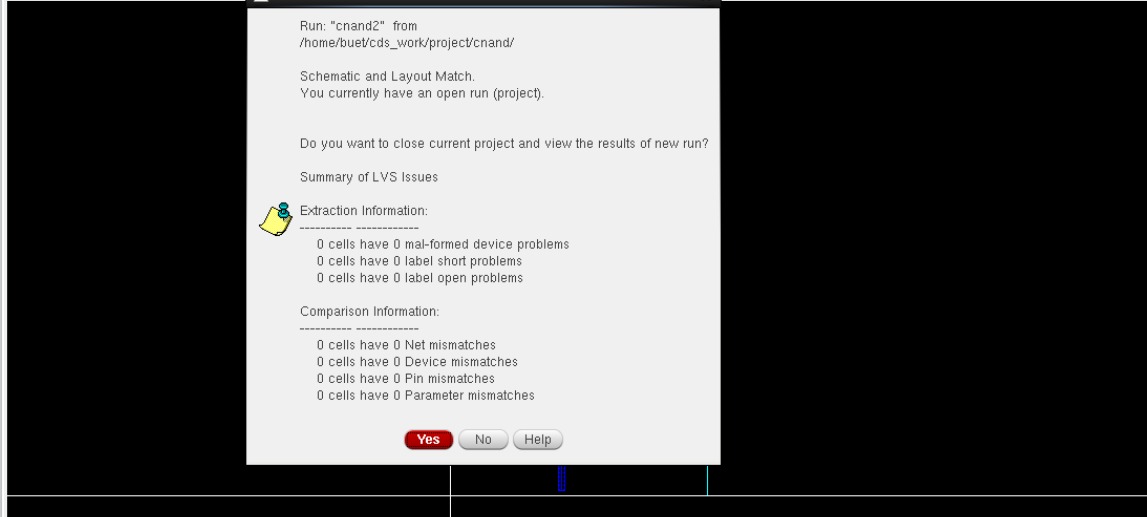 Run: "cnand2" from
/home/buet/cds_work/project/cnand/
Schematic and Layout Match.
You currently have an open run (project).
Do you want to close current project and view the results of new run?
Summary of LVS Issues
Extraction Information:
---------- ------------
0 cells have 0 mal-formed device problems
0 cells have 0 label short problems
0 cells have 0 label open problems
Comparison Information:
---------- ------------
0 cells have 0 Net mismatches
0 cells have 0 Device mismatches
0 cells have 0 Pin mismatches
0 cells have 0 Parameter mismatches
Yes No Help